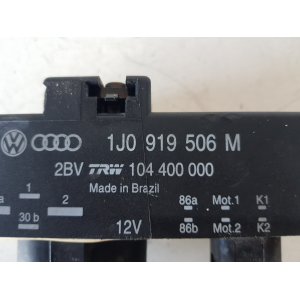 1J0 919 506 M
2BV TRW 104 400 000
Made in Brazil
a 1 2 86a Mot.1 K1
30 b 86b Mot.2 K2
12V